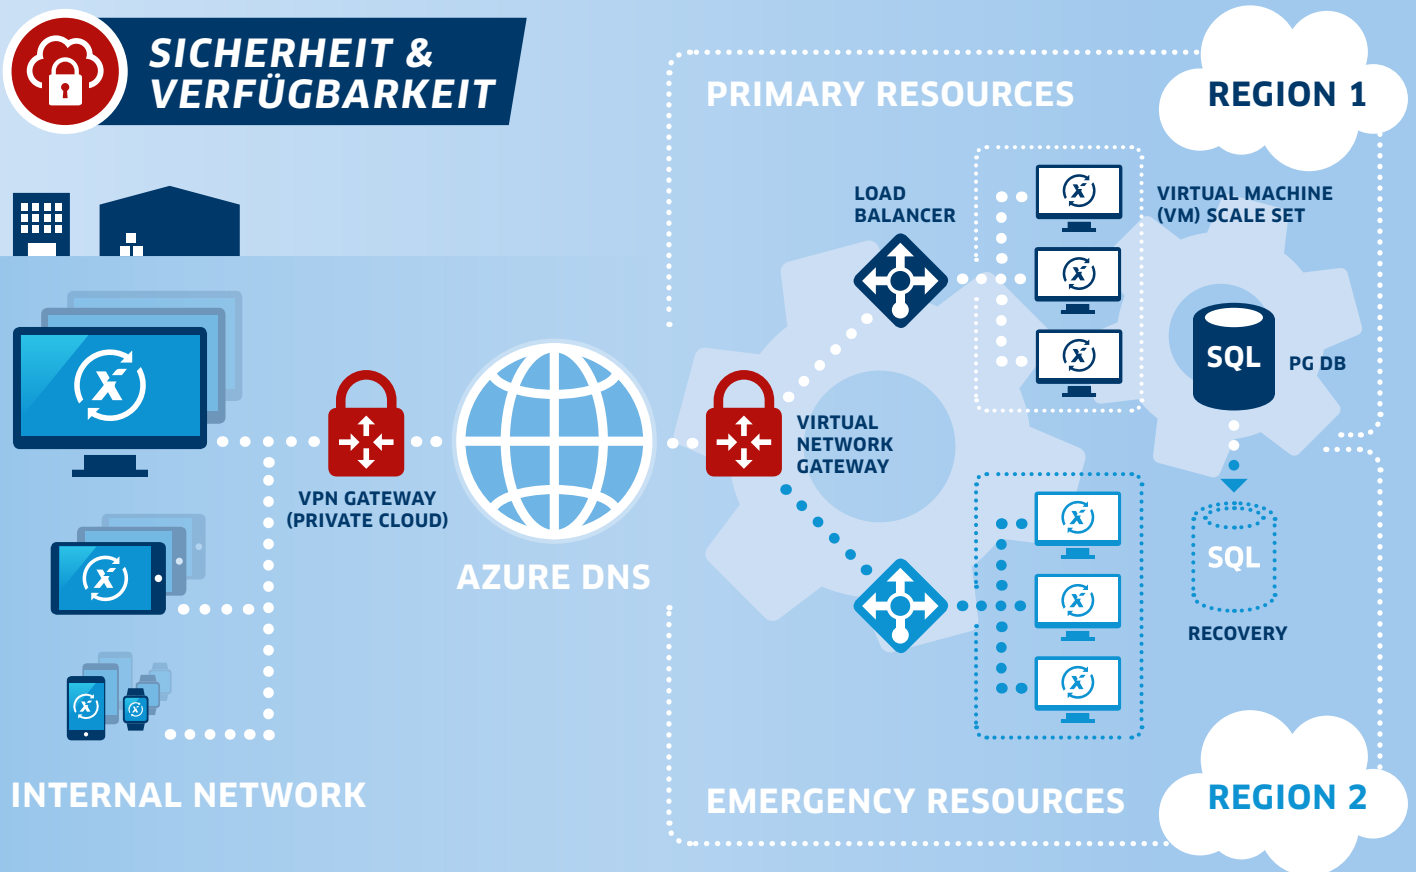 SICHERHEIT &
VERFÜGBARKEIT
PRIMARY RESOURCES
REGION 1
LOAD
BALANCER
VIRTUAL MACHINE
(VM) SCALE SET
SQL
PG DB
VIRTUAL
NETWORK
GATEWAY
VPN GATEWAY
(PRIVATE CLOUD)
AZURE DNS
SQL
RECOVERY
INTERNAL NETWORK
EMERGENCY RESOURCES
REGION 2